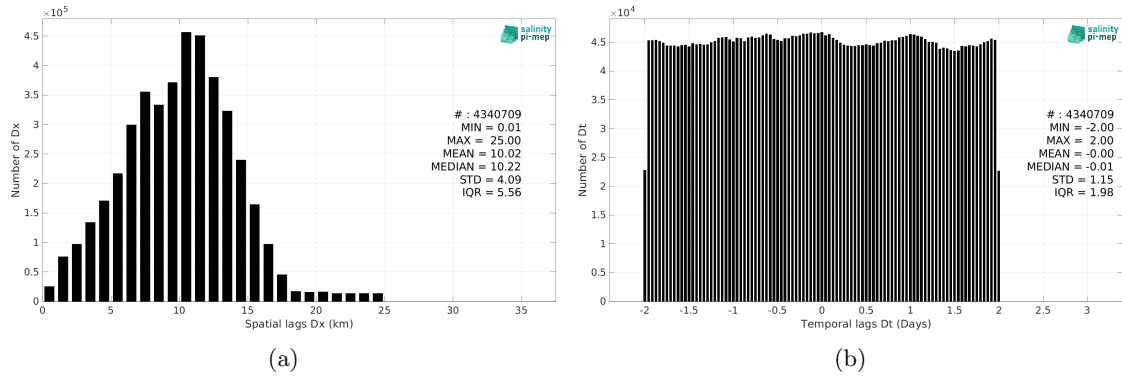 ×10⁵
4.5
4
3.5
3
2.5
2
1.5
1
0.5
0
Number of Dx
0 5 10 15 20 25 30 35
Spatial lags Dx (km)
salinity
pi-mep
# : 4340709
MIN = 0.01
MAX = 25.00
MEAN = 10.02
MEDIAN = 10.22
STD = 4.09
IQR = 5.56
(a)
×10⁴
4.5
4
3.5
3
2.5
2
1.5
1
0.5
0
Number of Dt
-2 -1.5 -1 -0.5 0 0.5 1 1.5 2 2.5 3
Temporal lags Dt (Days)
salinity
pi-mep
# : 4340709
MIN = -2.00
MAX = 2.00
MEAN = -0.00
MEDIAN = -0.01
STD = 1.15
IQR = 1.98
(b)